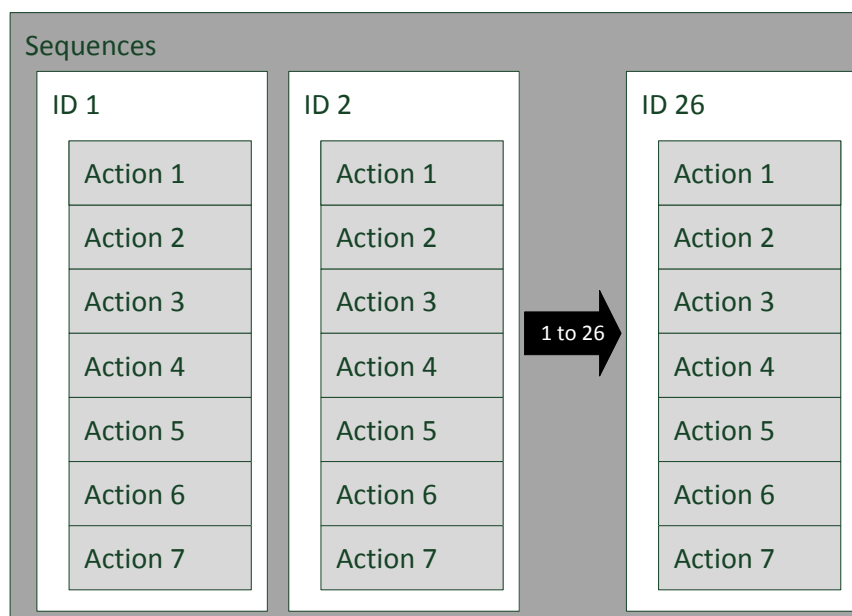 Sequences
ID 1
Action 1
Action 2
Action 3
Action 4
Action 5
Action 6
Action 7
ID 2
Action 1
Action 2
Action 3
Action 4
Action 5
Action 6
Action 7
1 to 26
ID 26
Action 1
Action 2
Action 3
Action 4
Action 5
Action 6
Action 7